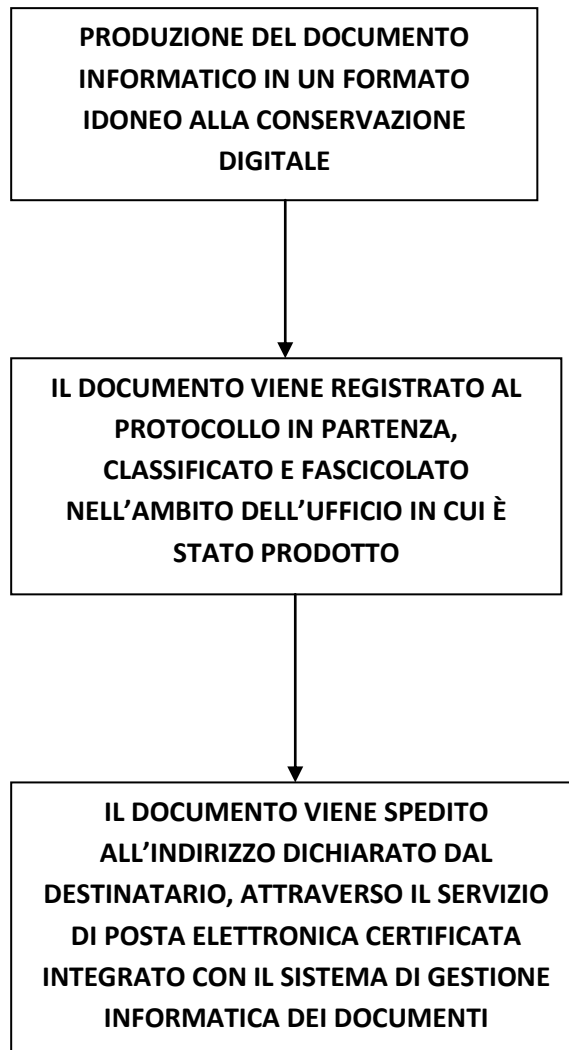 PRODUZIONE DEL DOCUMENTO
INFORMATICO IN UN FORMATO
IDONEO ALLA CONSERVAZIONE
DIGITALE
IL DOCUMENTO VIENE REGISTRATO AL
PROTOCOLLO IN PARTENZA,
CLASSIFICATO E FASCICOLATO
NELL’AMBITO DELL’UFFICIO IN CUI È
STATO PRODOTTO
IL DOCUMENTO VIENE SPEDITO
ALL’INDIRIZZO DICHIARATO DAL
DESTINATARIO, ATTRAVERSO IL SERVIZIO
DI POSTA ELETTRONICA CERTIFICATA
INTEGRATO CON IL SISTEMA DI GESTIONE
INFORMATICA DEI DOCUMENTI